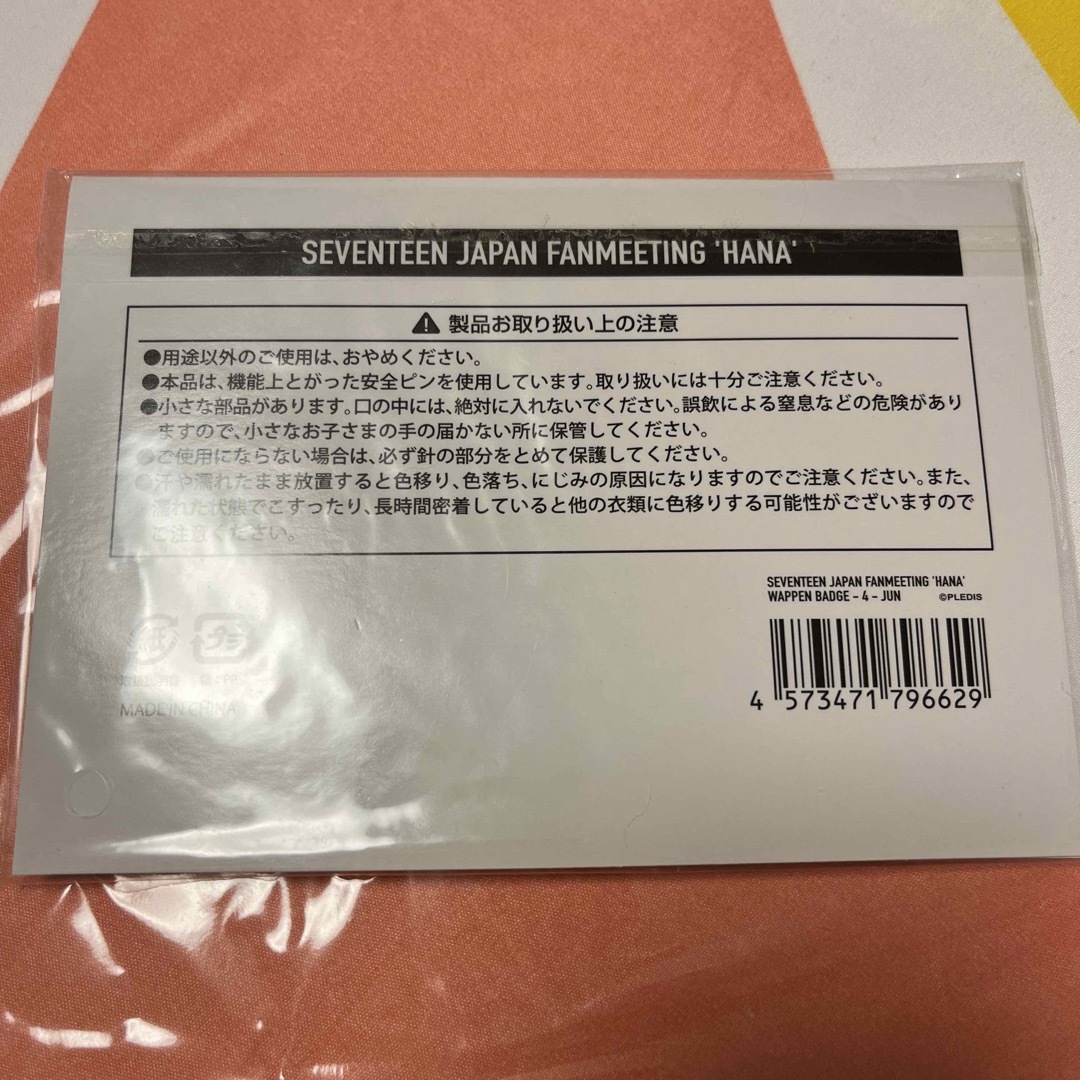 SEVENTEEN JAPAN FANMEETING 'HANA'
製品お取り扱い上の注意
●用途以外のご使用は、おやめください。
●本品は、機能上とがった安全ピンを使用しています。取り扱いには十分ご注意ください。
●小さな部品があります。口の中には、絶対に入れないでください。誤飲による窒息などの危険があり
ますので、小さなお子さまの手の届かない所に保管してください。
●ご使用にならない場合は、必ず針の部分をとめて保護してください。
●汗や濡れたまま放置すると色移り、色落ち、にじみの原因になりますのでご注意ください。また、
濡れた状態でこすったり、長時間密着していると他の衣類に色移りする可能性がございますので
ご注意ください。
SEVENTEEN JAPAN FANMEETING 'HANA'
WAPPEN BADGE – 4 – JUN ©PLEDIS
4 573471 796629
プラ
袋:PP
MADE IN CHINA